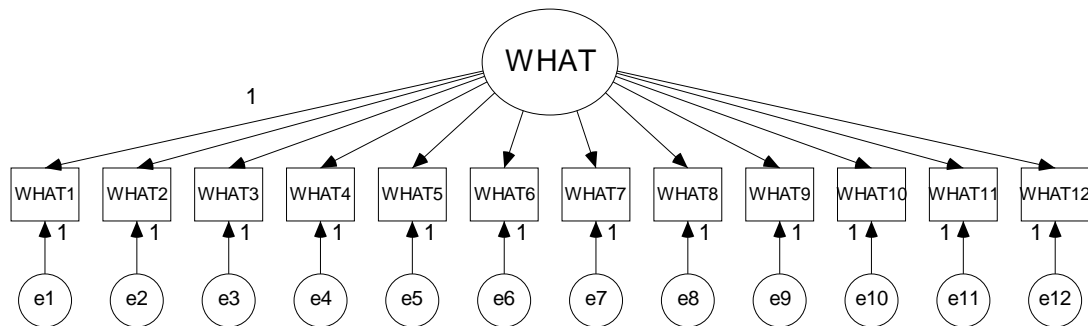 WHAT
1
WHAT1 WHAT2 WHAT3 WHAT4 WHAT5 WHAT6 WHAT7 WHAT8 WHAT9 WHAT10 WHAT11 WHAT12
1 1 1 1 1 1 1 1 1 1 1 1
e1 e2 e3 e4 e5 e6 e7 e8 e9 e10 e11 e12